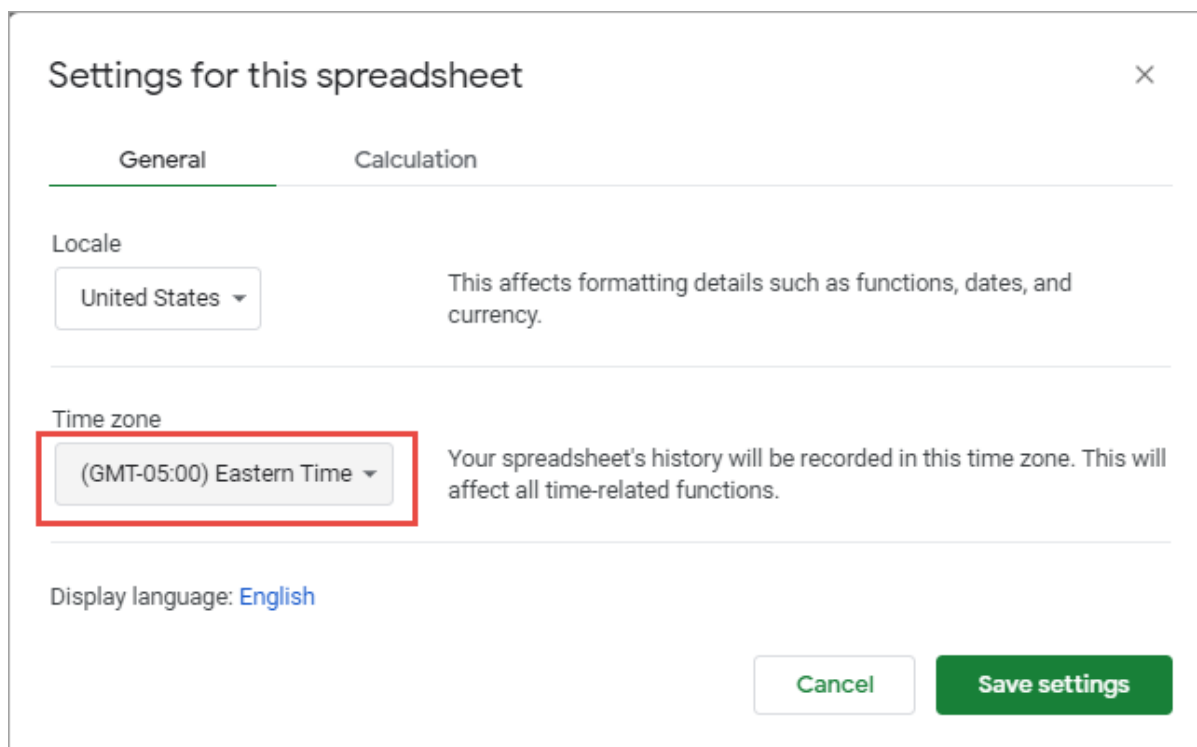 Settings for this spreadsheet
General
Calculation
Locale
United States
This affects formatting details such as functions, dates, and
currency.
Time zone
(GMT-05:00) Eastern Time
Your spreadsheet's history will be recorded in this time zone. This will
affect all time-related functions.
Display language: English
Cancel
Save settings